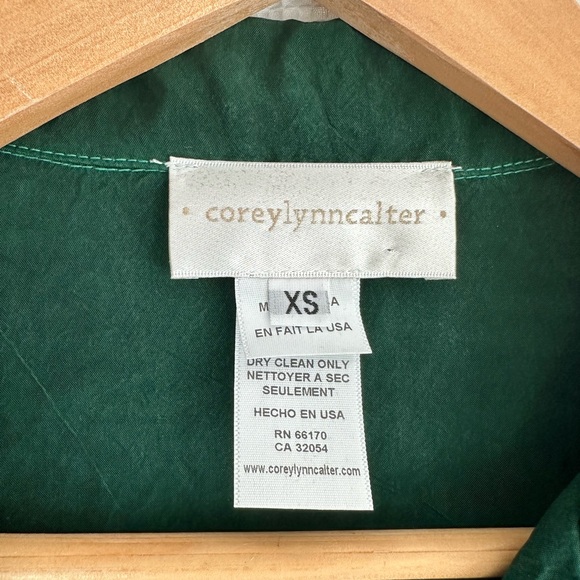 • coreylynncalter •
XS
M A
EN FAIT LA USA
DRY CLEAN ONLY
NETTOYER A SEC
SEULEMENT
HECHO EN USA
RN 66170
CA 32054
www.coreylynncalter.com